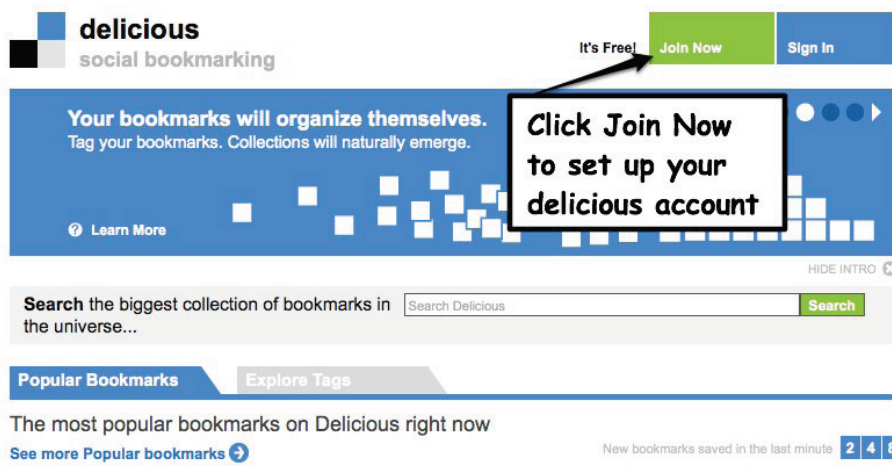 delicious
social bookmarking
It's Free!
Join Now
Sign In
Your bookmarks will organize themselves.
Tag your bookmarks. Collections will naturally emerge.
Click Join Now
to set up your
delicious account
? Learn More
HIDE INTRO
Search the biggest collection of bookmarks in
the universe...
Search Delicious
Search
Popular Bookmarks
Explore Tags
The most popular bookmarks on Delicious right now
See more Popular bookmarks
New bookmarks saved in the last minute 2 4 8